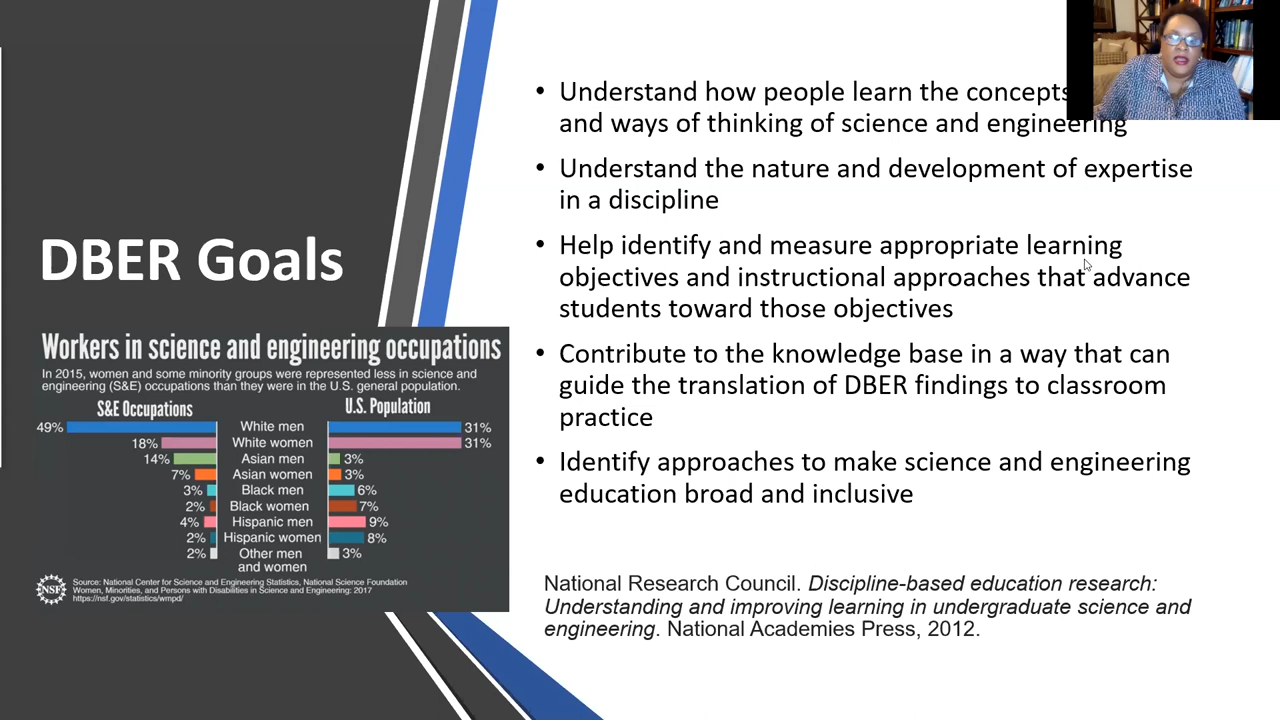 DBER Goals
Workers in science and engineering occupations
In 2015, women and some minority groups were represented less in science and
engineering (S&E) occupations than they were in the U.S. general population.
S&E Occupations U.S. Population
49% White men 31%
18% White women 31%
14% Asian men 3%
7% Asian women 3%
3% Black men 6%
2% Black women 7%
4% Hispanic men 9%
2% Hispanic women 8%
2% Other men 3%
and women
NSF
Source: National Center for Science and Engineering Statistics, National Science Foundation
Women, Minorities, and Persons with Disabilities in Science and Engineering: 2017
https://nsf.gov/statistics/wmpd/
• Understand how people learn the concepts
and ways of thinking of science and engineering
• Understand the nature and development of expertise
in a discipline
• Help identify and measure appropriate learning
objectives and instructional approaches that advance
students toward those objectives
• Contribute to the knowledge base in a way that can
guide the translation of DBER findings to classroom
practice
• Identify approaches to make science and engineering
education broad and inclusive
National Research Council. Discipline-based education research:
Understanding and improving learning in undergraduate science and
engineering. National Academies Press, 2012.